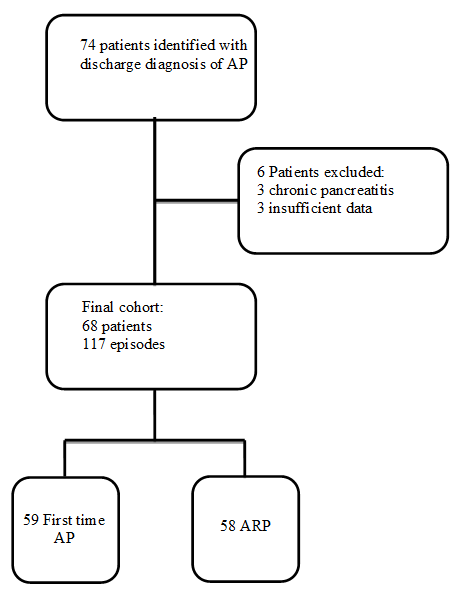 74 patients identified with
discharge diagnosis of AP
6 Patients excluded:
3 chronic pancreatitis
3 insufficient data
Final cohort:
68 patients
117 episodes
59 First time
AP
58 ARP